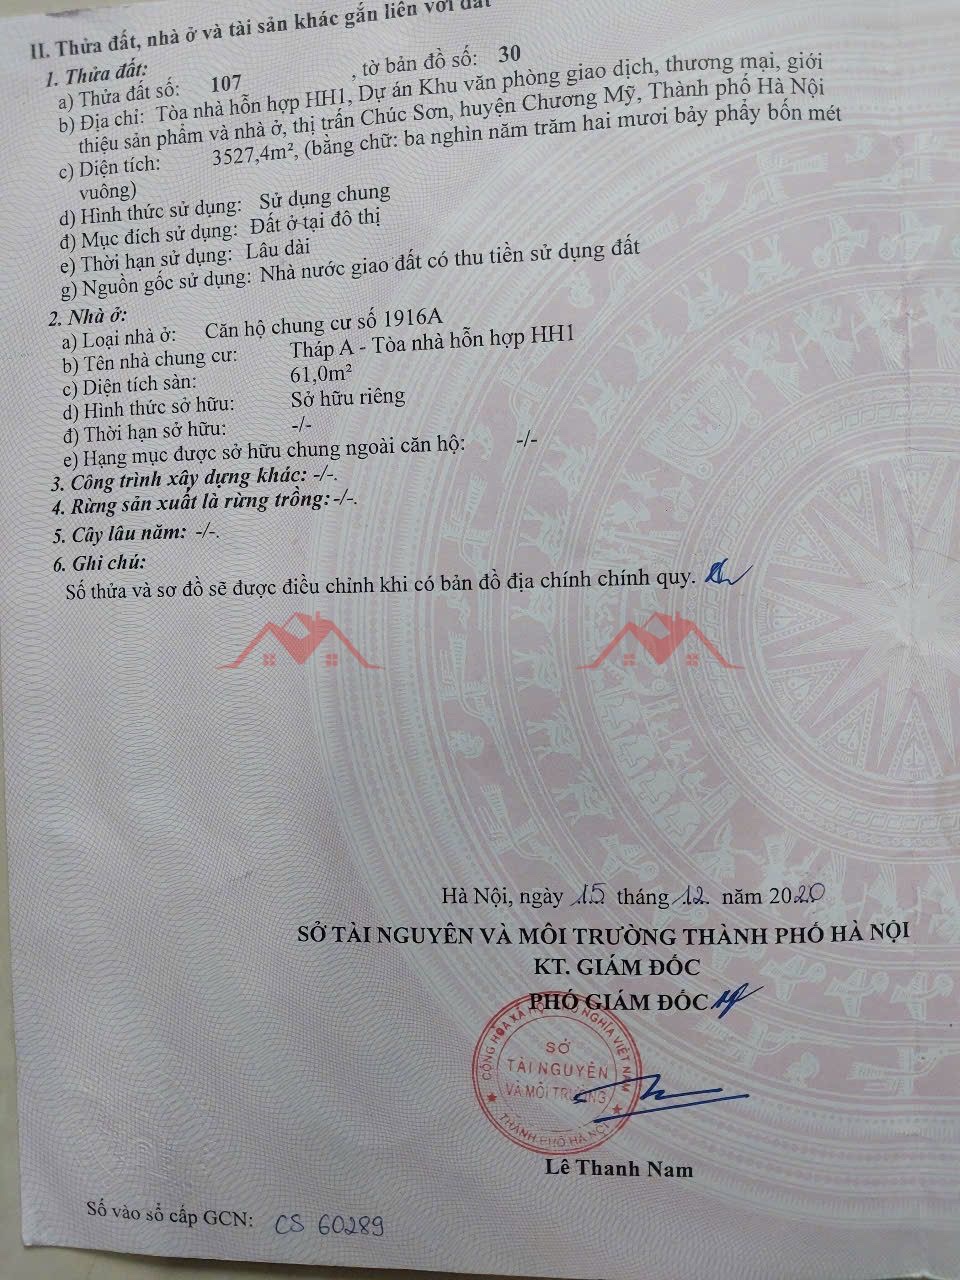 II. Thửa đất, nhà ở và tài sản khác gắn liền với đất
1. Thửa đất:
a) Thửa đất số: 107 , tờ bản đồ số: 30
b) Địa chỉ: Tòa nhà hỗn hợp HH1, Dự án Khu văn phòng giao dịch, thương mại, giới
thiệu sản phẩm và nhà ở, thị trấn Chúc Sơn, huyện Chương Mỹ, Thành phố Hà Nội
c) Diện tích: 3527,4m², (bằng chữ: ba nghìn năm trăm hai mươi bảy phẩy bốn mét
vuông)
d) Hình thức sử dụng: Sử dụng chung
đ) Mục đích sử dụng: Đất ở tại đô thị
e) Thời hạn sử dụng: Lâu dài
g) Nguồn gốc sử dụng: Nhà nước giao đất có thu tiền sử dụng đất
2. Nhà ở:
a) Loại nhà ở: Căn hộ chung cư số 1916A
b) Tên nhà chung cư: Tháp A - Tòa nhà hỗn hợp HH1
c) Diện tích sàn: 61,0m²
d) Hình thức sở hữu: Sở hữu riêng
đ) Thời hạn sở hữu: -/-
e) Hạng mục được sở hữu chung ngoài căn hộ: -/-
3. Công trình xây dựng khác: -/-.
4. Rừng sản xuất là rừng trồng: -/-.
5. Cây lâu năm: -/-.
6. Ghi chú:
Số thửa và sơ đồ sẽ được điều chỉnh khi có bản đồ địa chính chính quy.
Hà Nội, ngày 15 tháng 12. năm 2020
SỞ TÀI NGUYÊN VÀ MÔI TRƯỜNG THÀNH PHỐ HÀ NỘI
KT. GIÁM ĐỐC
PHÓ GIÁM ĐỐC
CỘNG HÒA XÃ HỘI CHỦ NGHĨA VIỆT NAM
SỞ
TÀI NGUYÊN
VÀ MÔI TRƯỜNG
THÀNH PHỐ HÀ NỘI
Lê Thanh Nam
Số vào sổ cấp GCN: CS 60289